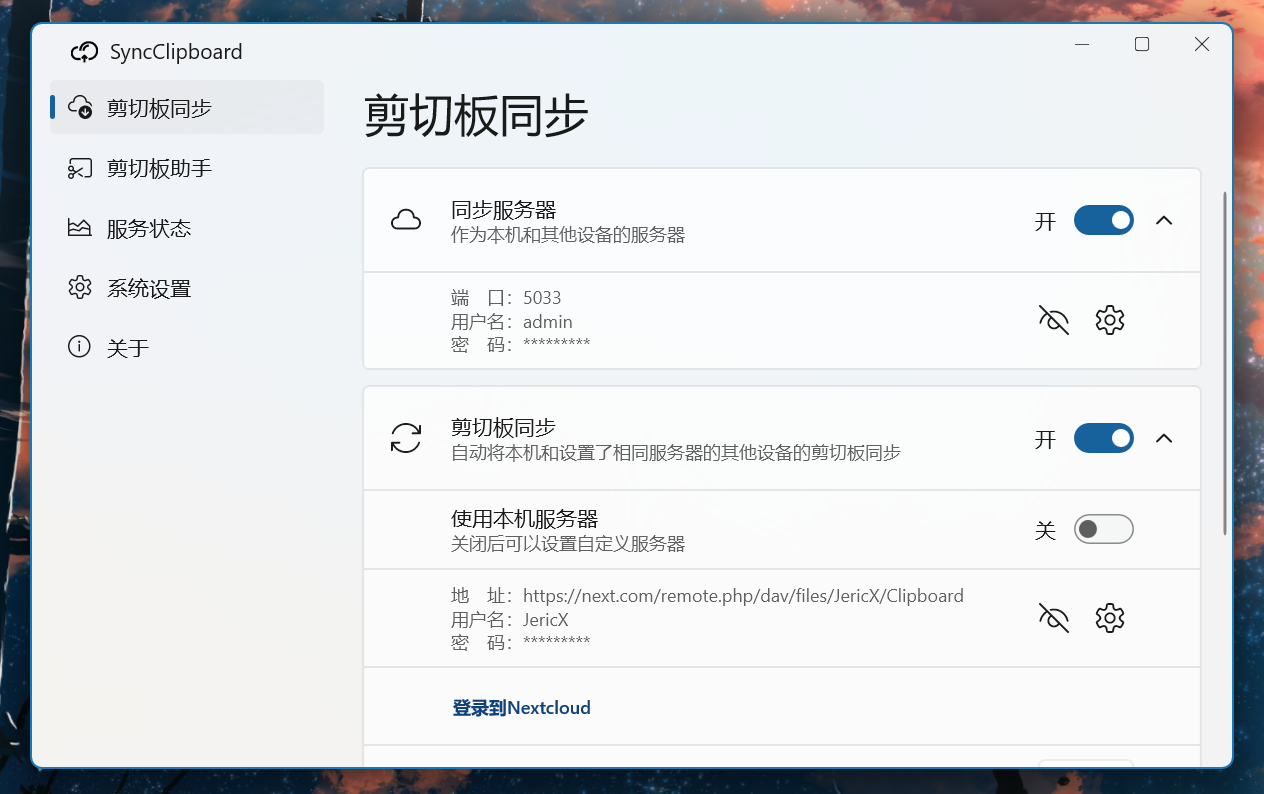 SyncClipboard
剪切板同步
剪切板助手
服务状态
系统设置
关于
剪切板同步
同步服务器
作为本机和其他设备的服务器
开
端 口：5033
用户名：admin
密 码：*********
剪切板同步
自动将本机和设置了相同服务器的其他设备的剪切板同步
开
使用本机服务器
关闭后可以设置自定义服务器
关
地 址：https://next.com/remote.php/dav/files/JericX/Clipboard
用户名：JericX
密 码：*********
登录到Nextcloud